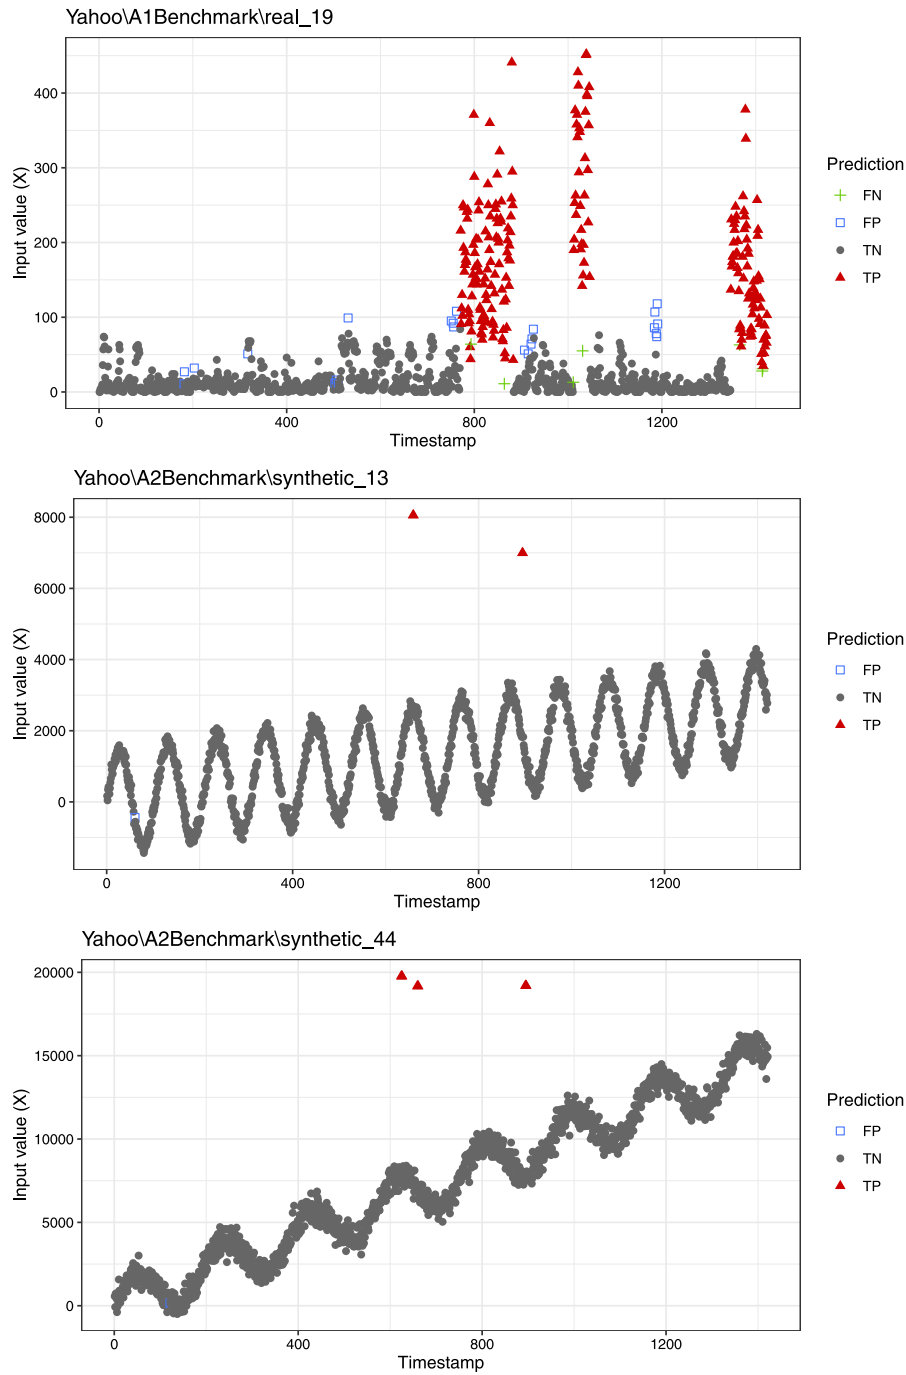 Yahoo\A1Benchmark\real_19
400
300
200
100
0
Input value (X)
0 400 800 1200
Timestamp
Prediction
FN
FP
TN
TP
Yahoo\A2Benchmark\synthetic_13
8000
6000
4000
2000
0
Input value (X)
0 400 800 1200
Timestamp
Prediction
FP
TN
TP
Yahoo\A2Benchmark\synthetic_44
20000
15000
10000
5000
0
Input value (X)
0 400 800 1200
Timestamp
Prediction
FP
TN
TP